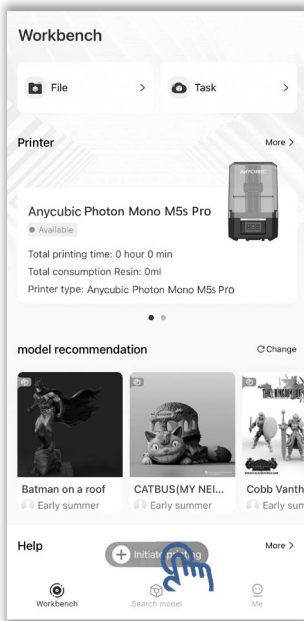 Workbench
File
Task
Printer
More
ANYCUBIC
Anycubic Photon Mono M5s Pro
Available
Total printing time: 0 hour 0 min
Total consumption Resin: 0ml
Printer type: Anycubic Photon Mono M5s Pro
model recommendation
Change
Batman on a roof
CATBUS(MY NEI...
Cobb Vanth
Early summer
Early summer
Early sum
Help
Initiate printing
More
Workbench
Search model
Me